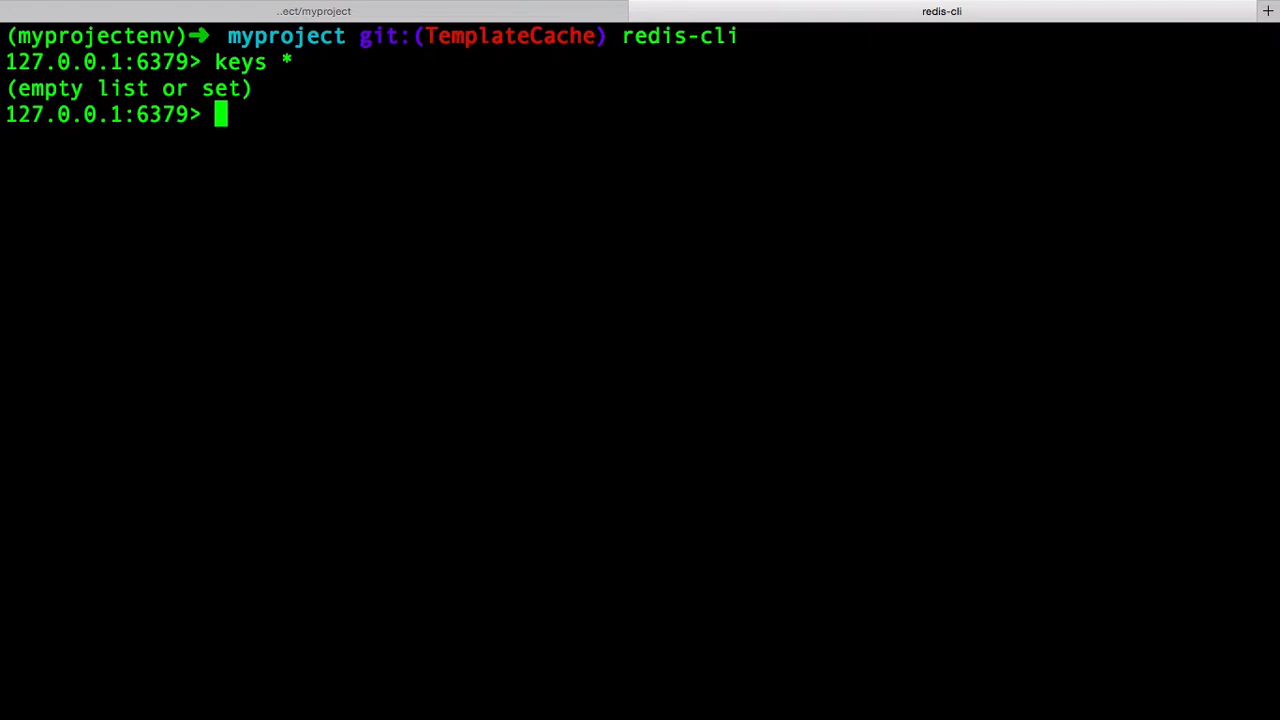 ..ect/myproject
redis-cli
+
(myprojectenv)➜ myproject git:(TemplateCache) redis-cli
127.0.0.1:6379> keys *
(empty list or set)
127.0.0.1:6379>